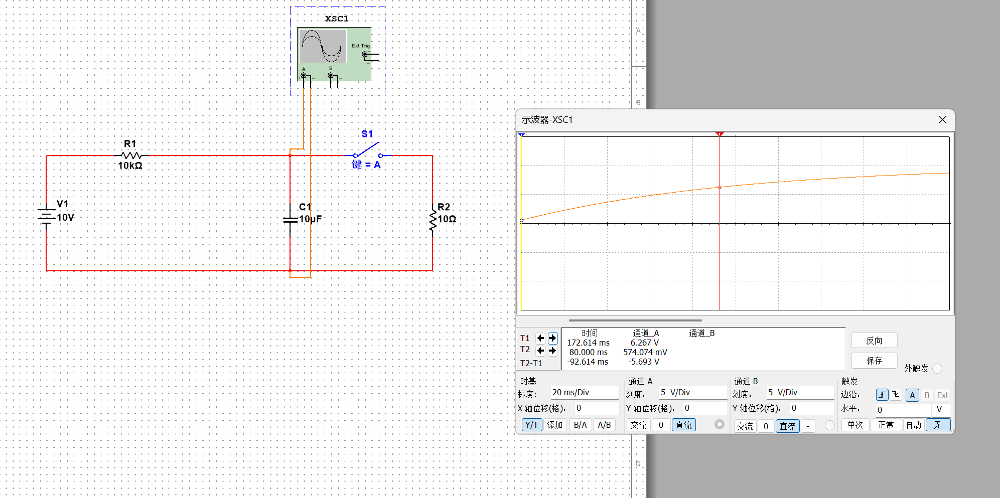 XSC1
Ext Trig
+
A B
+ − + −
−
A
B
S1
键 = A
R1
10kΩ
V1
10V
C1
10µF
R2
10Ω
G
示波器-XSC1
时间 通道_A 通道_B
T1 172.614 ms 6.267 V
T2 80.000 ms 574.074 mV
T2-T1 -92.614 ms -5.693 V
反向
保存
外触发
时基
标度： 20 ms/Div
X 轴位移(格)： 0
Y/T 添加 B/A A/B
通道 A
刻度： 5 V/Div
Y 轴位移(格)： 0
交流 0 直流
通道 B
刻度： 5 V/Div
Y 轴位移(格)： 0
交流 0 直流 -
触发
边沿： A B Ext
水平： 0 V
单次 正常 自动 无